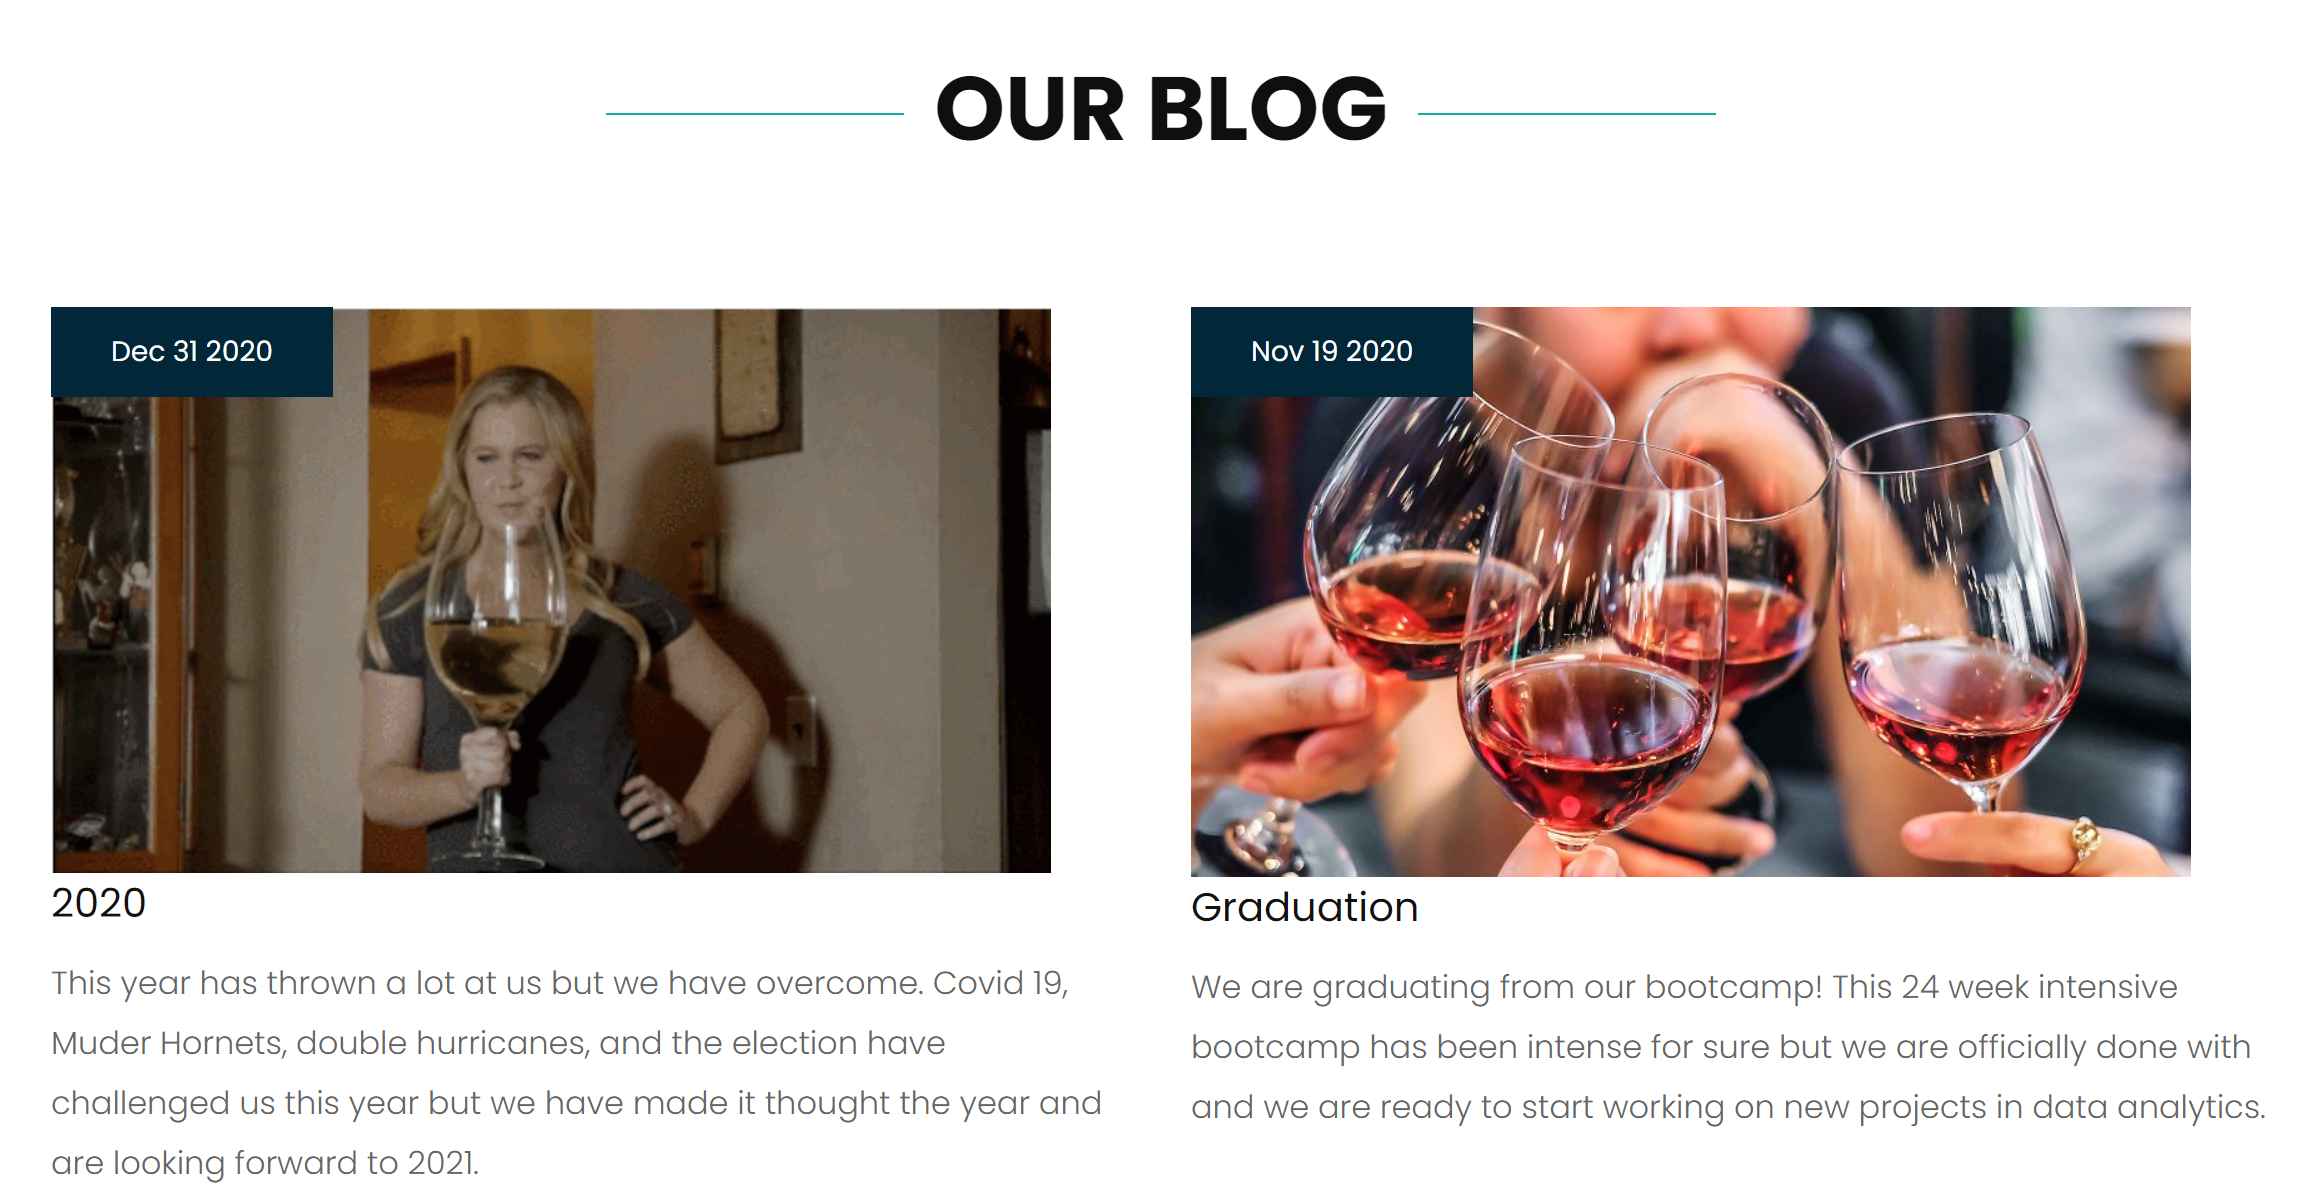 OUR BLOG
Dec 31 2020
2020
This year has thrown a lot at us but we have overcome. Covid 19,
Muder Hornets, double hurricanes, and the election have
challenged us this year but we have made it thought the year and
are looking forward to 2021.
Nov 19 2020
Graduation
We are graduating from our bootcamp! This 24 week intensive
bootcamp has been intense for sure but we are officially done with
and we are ready to start working on new projects in data analytics.